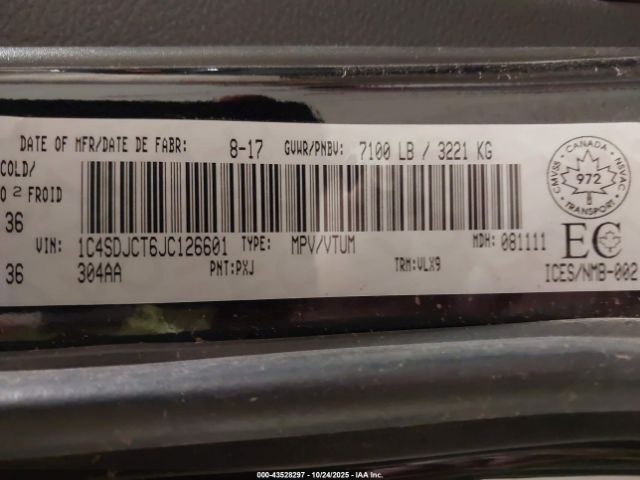 DATE OF MFR/DATE DE FABR: 8-17 GVWR/PNBV: 7100 LB / 3221 KG
COLD/
O 2 FROID
36
VIN: 1C4SDJCT6JC126601 TYPE: MPV/VTUM MDH: 081111
36 304AA PNT:PXJ TRM:VLX9
CANADA
CMVSS NSVAC
972
TRANSPORT
EC
ICES/NMB-002
000-43528297 - 10/24/2025 - IAA Inc.